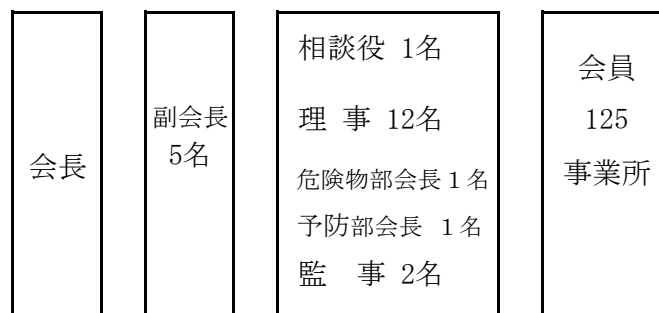 会長
副会長
5名
相談役 1名
理 事 12名
危険物部会長１名
予防部会長 １名
監　事 2名
会員
125
事業所